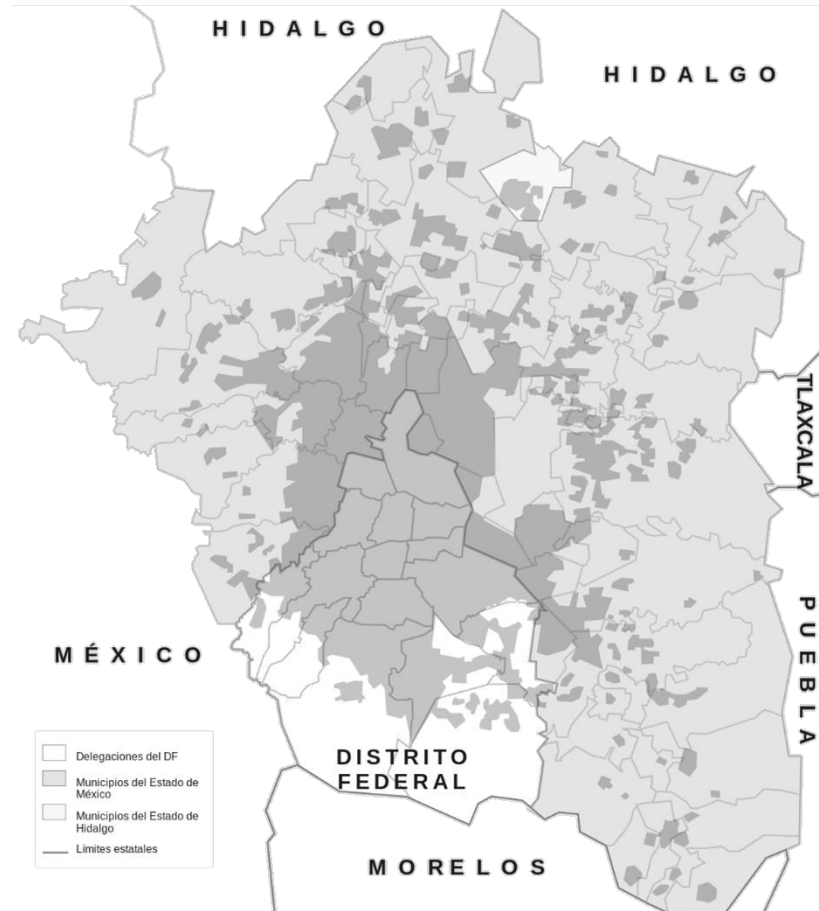 HIDALGO
HIDALGO
TLAXCALA
PUEBLA
MÉXICO
DISTRITO
FEDERAL
MORELOS
Delegaciones del DF
Municipios del Estado de
México
Municipios del Estado de
Hidalgo
Límites estatales